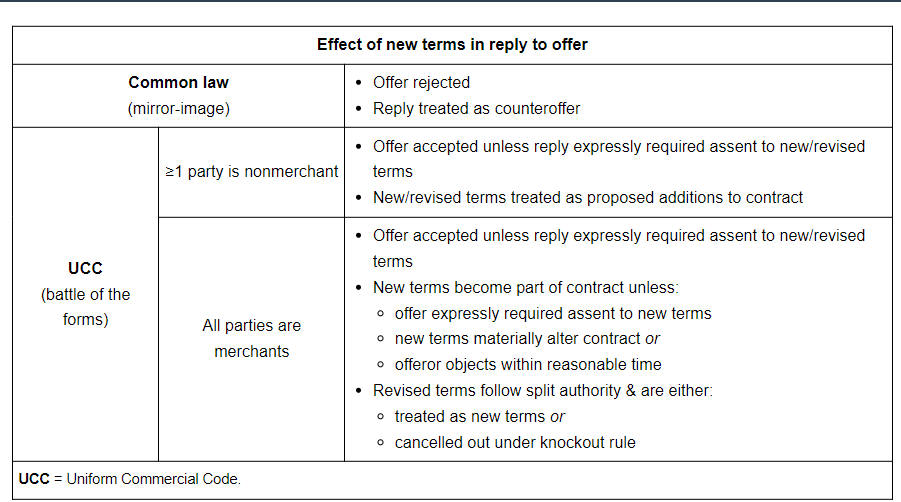 Effect of new terms in reply to offer
Common law
(mirror-image)
• Offer rejected
• Reply treated as counteroffer
UCC
(battle of the
forms)
≥1 party is nonmerchant
• Offer accepted unless reply expressly required assent to new/revised
terms
• New/revised terms treated as proposed additions to contract
All parties are
merchants
• Offer accepted unless reply expressly required assent to new/revised
terms
• New terms become part of contract unless:
○ offer expressly required assent to new terms
○ new terms materially alter contract or
○ offeror objects within reasonable time
• Revised terms follow split authority & are either:
○ treated as new terms or
○ cancelled out under knockout rule
UCC = Uniform Commercial Code.